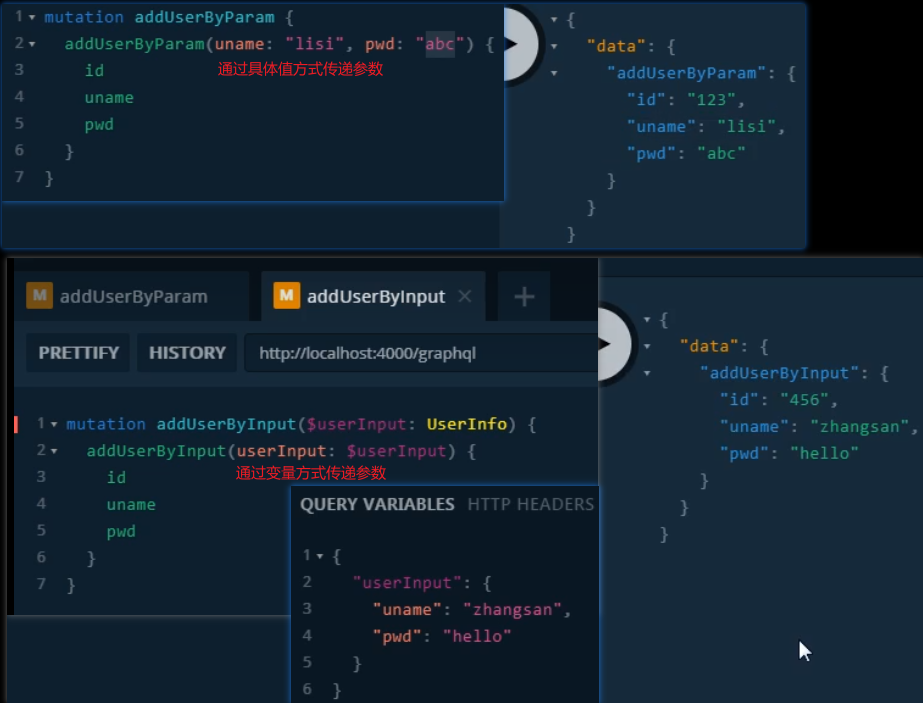 1 mutation addUserByParam {
2 addUserByParam(uname: "lisi", pwd: "abc") {
3 id
通过具体值方式传递参数
4 uname
5 pwd
6 }
7 }
{
"data": {
"addUserByParam": {
"id": "123",
"uname": "lisi",
"pwd": "abc"
}
}
}
M addUserByParam
M addUserByInput × +
PRETTIFY HISTORY http://localhost:4000/graphql
1 mutation addUserByInput($userInput: UserInfo) {
2 addUserByInput(userInput: $userInput) {
通过变量方式传递参数
3 id
4 uname
5 pwd
6 }
7 }
QUERY VARIABLES HTTP HEADERS
1 {
2 "userInput": {
3 "uname": "zhangsan",
4 "pwd": "hello"
5 }
6 }
{
"data": {
"addUserByInput": {
"id": "456",
"uname": "zhangsan",
"pwd": "hello"
}
}
}